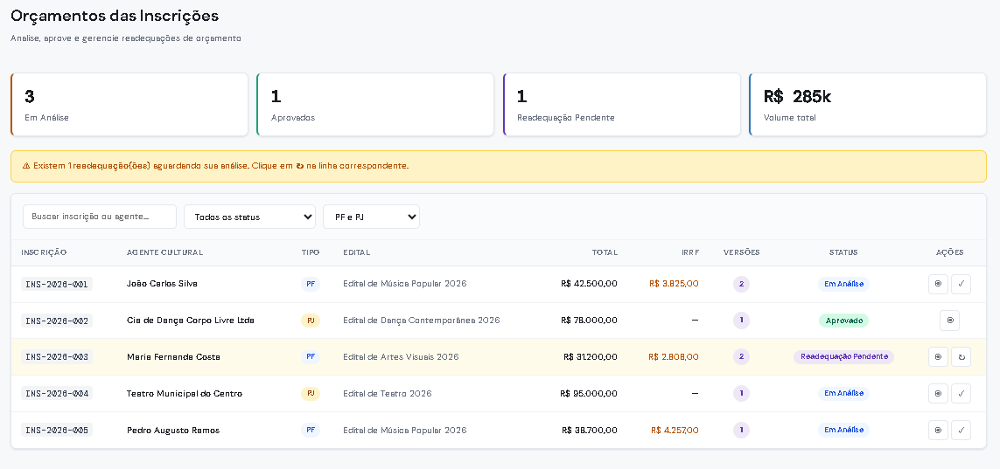 Orçamentos das Inscrições
Analise, aprove e gerencie readequações de orçamento
3
Em Análise
1
Aprovados
1
Readequação Pendente
R$ 285k
Volume total
⚠ Existem 1 readequação(ões) aguardando sua análise. Clique em ↻ na linha correspondente.
Buscar inscrição ou agente...
Todos os status
PF e PJ
INSCRIÇÃO AGENTE CULTURAL TIPO EDITAL TOTAL IRRF VERSÕES STATUS AÇÕES
INS-2026-001 João Carlos Silva PF Edital de Música Popular 2026 R$ 42.500,00 R$ 3.825,00 2 Em Análise ◉ ✓
INS-2026-002 Cia de Dança Corpo Livre Ltda PJ Edital de Dança Contemporânea 2026 R$ 78.000,00 — 1 Aprovado ◉
INS-2026-003 Maria Fernanda Costa PF Edital de Artes Visuais 2026 R$ 31.200,00 R$ 2.808,00 2 Readequação Pendente ◉ ↻
INS-2026-004 Teatro Municipal do Centro PJ Edital de Teatro 2026 R$ 95.000,00 — 1 Em Análise ◉ ✓
INS-2026-005 Pedro Augusto Ramos PF Edital de Música Popular 2026 R$ 38.700,00 R$ 4.257,00 1 Em Análise ◉ ✓